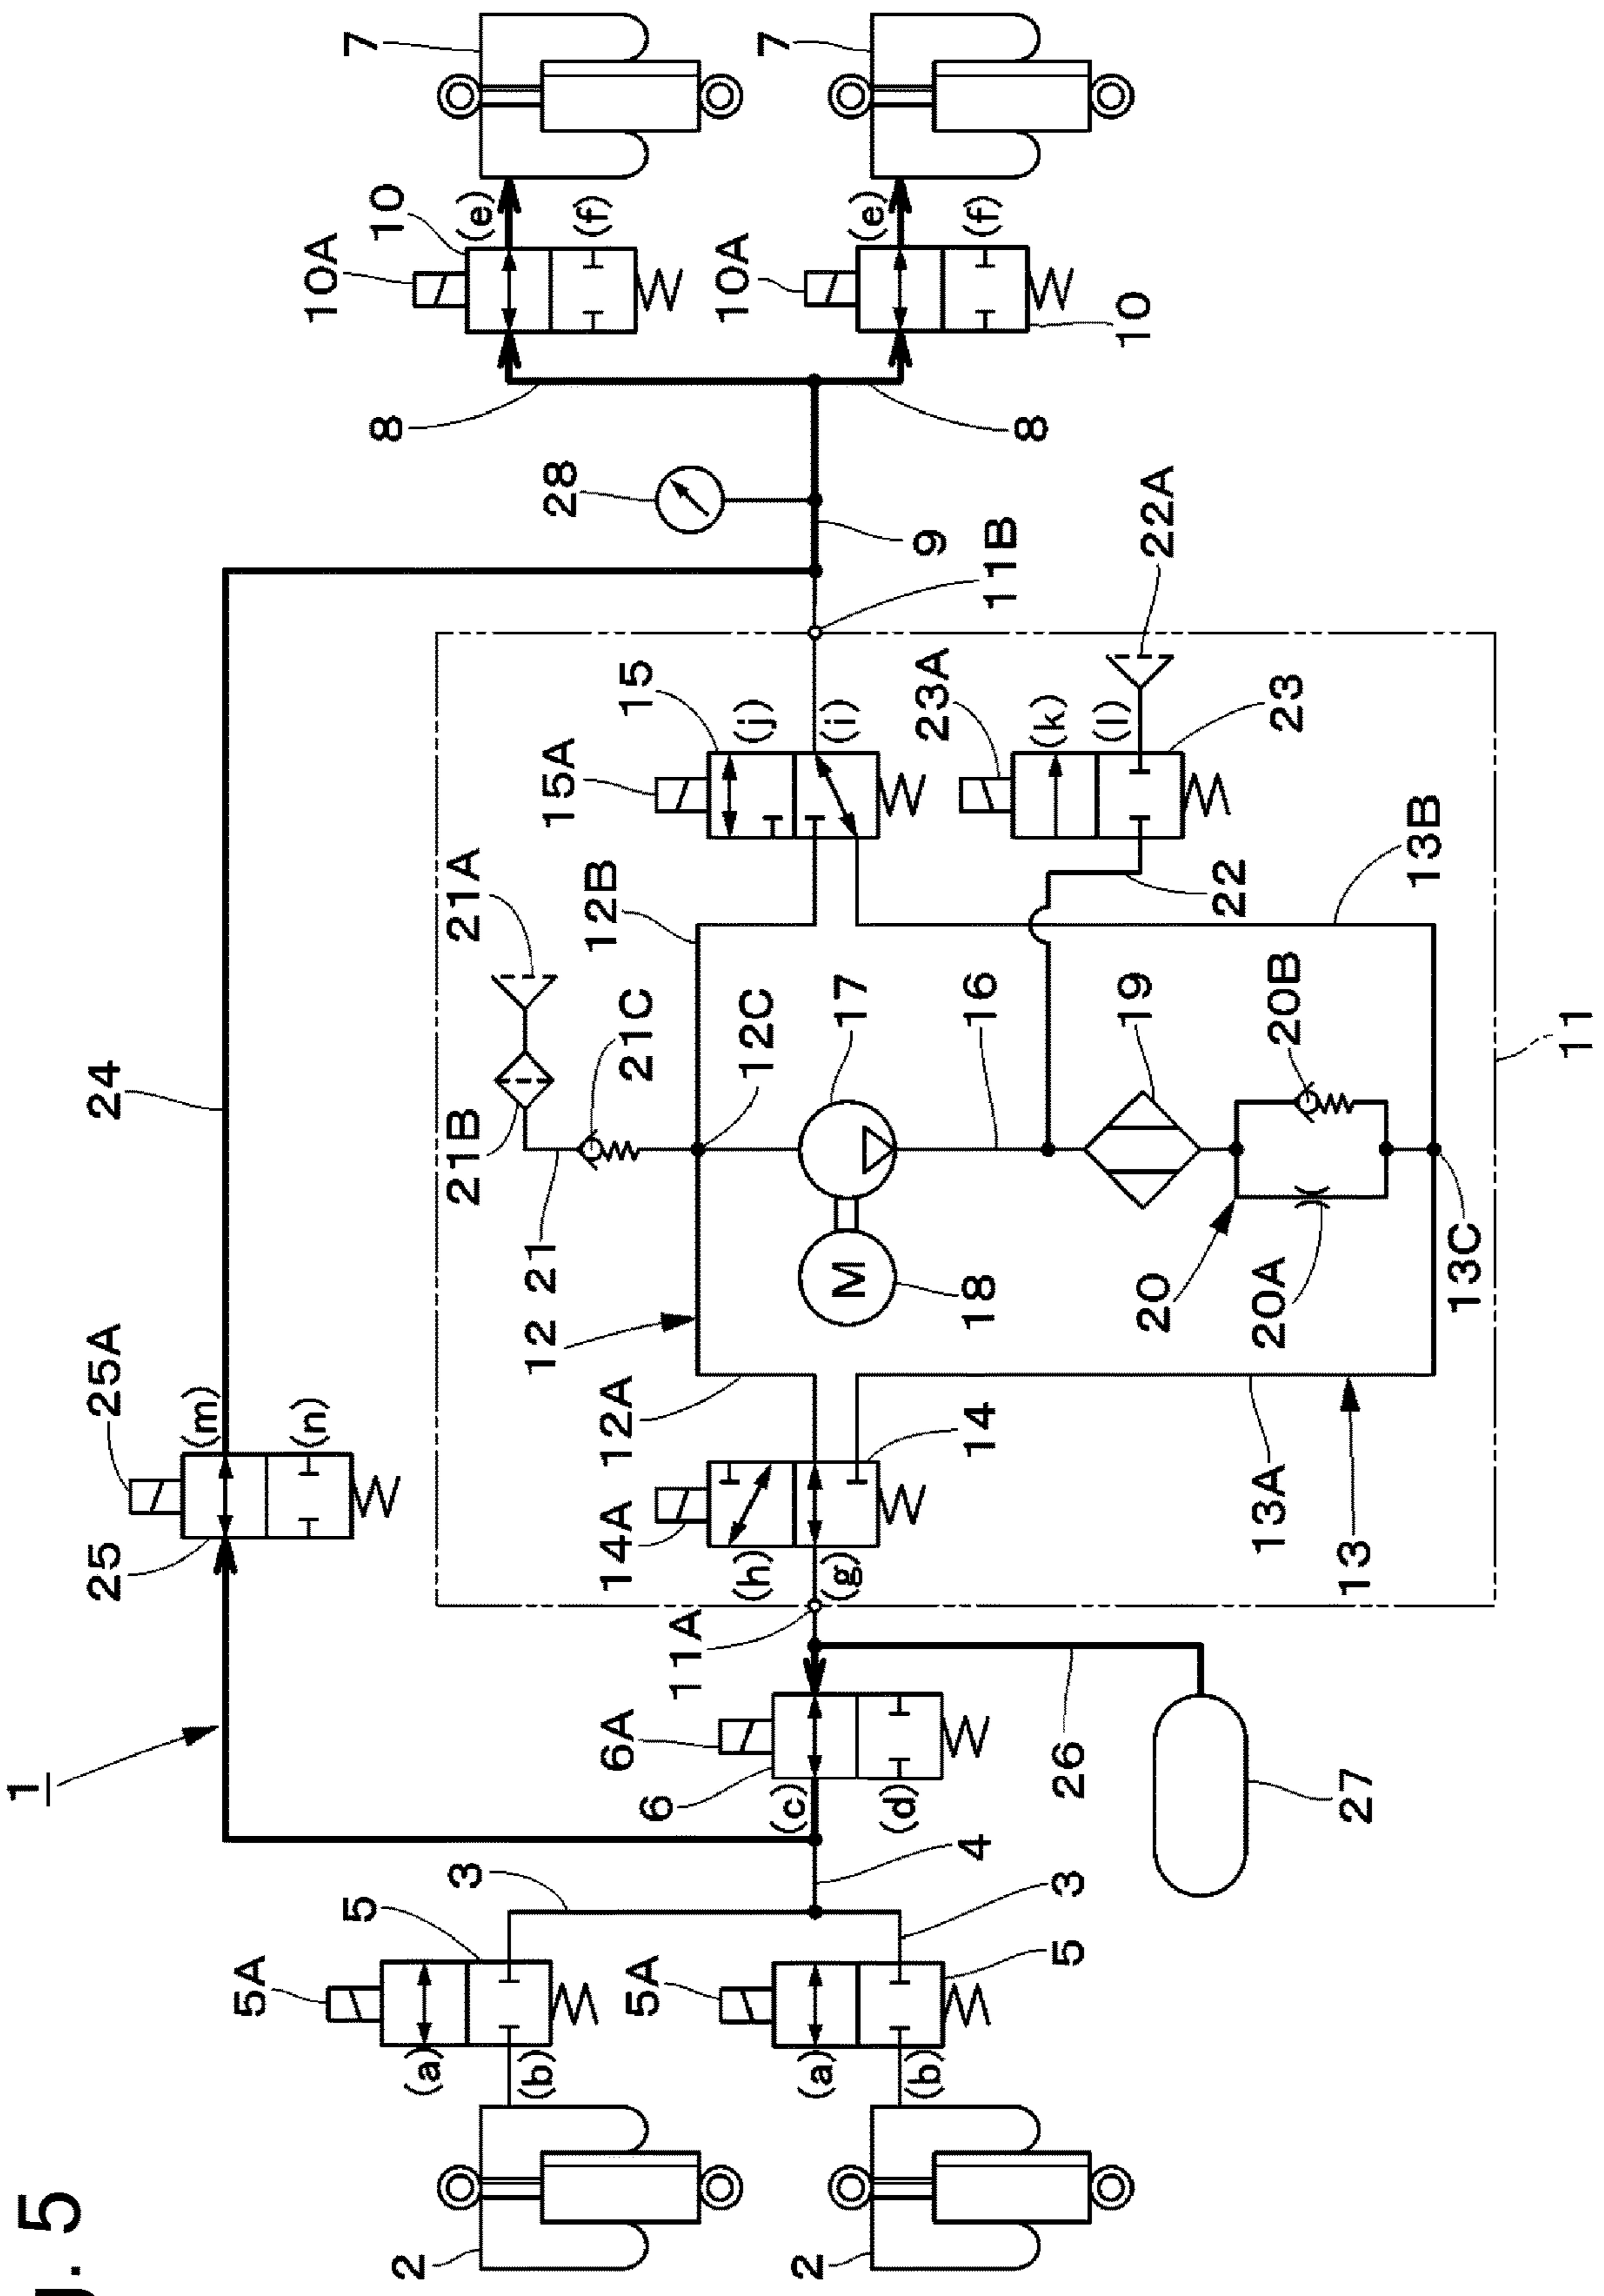 g. 5
1
25
25A
24
(m)
5A
(n)
10A
5
7
10
8
2
(a)
3
21B
21A
(e)
(b)
12
21
28
15A
(f)
6A
14A
12A
21C
12B
15
5A
6
11A
10A
(h)
12C
(j)
7
(c)
2
(a)
(g)
M
17
(i)
(e)
(d)
(b)
9
23A
4
14
18
16
(f)
11B
8
(k)
5
3
26
(l)
19
10
20
22A
22
13A
20A
20B
23
27
13
13B
13C
11